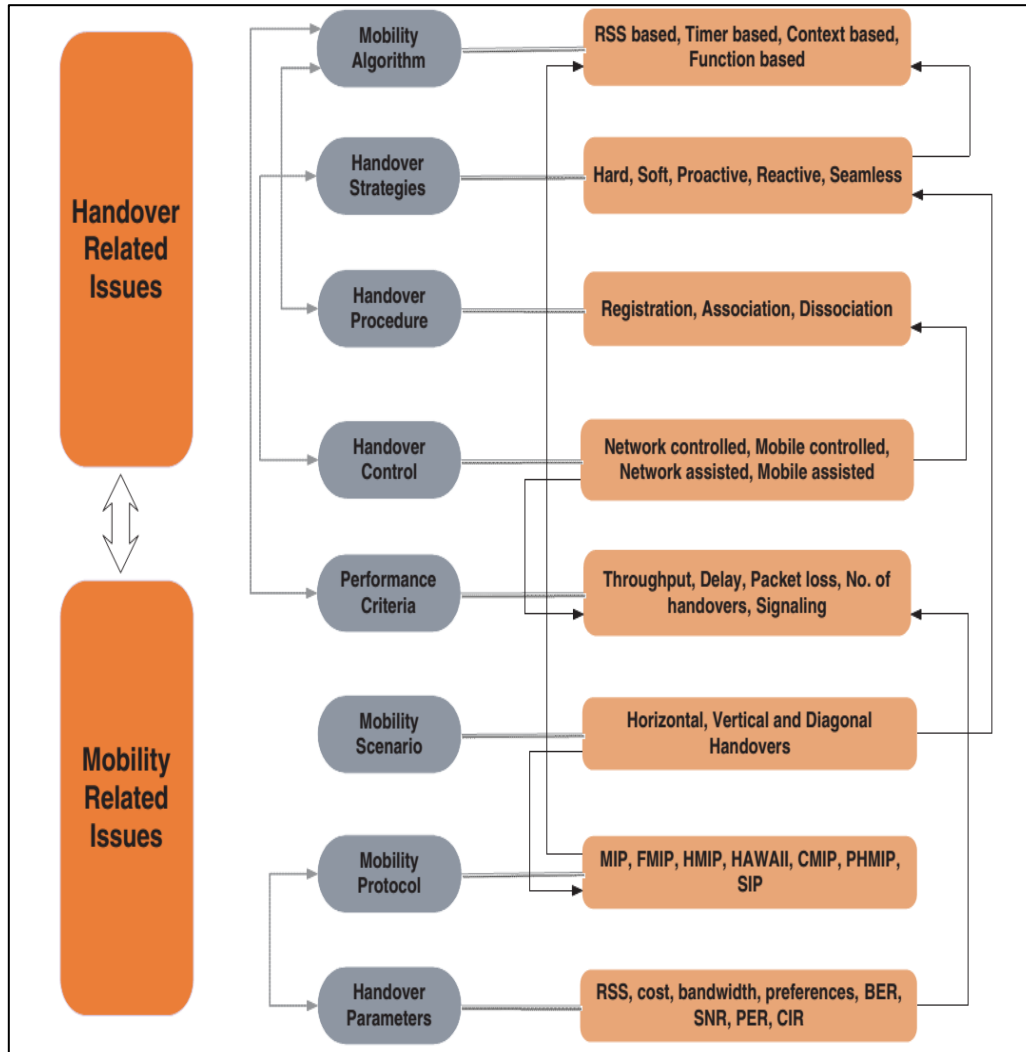 Handover
Related
Issues
Mobility
Related
Issues
Mobility
Algorithm
RSS based, Timer based, Context based,
Function based
Handover
Strategies
Hard, Soft, Proactive, Reactive, Seamless
Handover
Procedure
Registration, Association, Dissociation
Handover
Control
Network controlled, Mobile controlled,
Network assisted, Mobile assisted
Performance
Criteria
Throughput, Delay, Packet loss, No. of
handovers, Signaling
Mobility
Scenario
Horizontal, Vertical and Diagonal
Handovers
Mobility
Protocol
MIP, FMIP, HMIP, HAWAII, CMIP, PHMIP,
SIP
Handover
Parameters
RSS, cost, bandwidth, preferences, BER,
SNR, PER, CIR